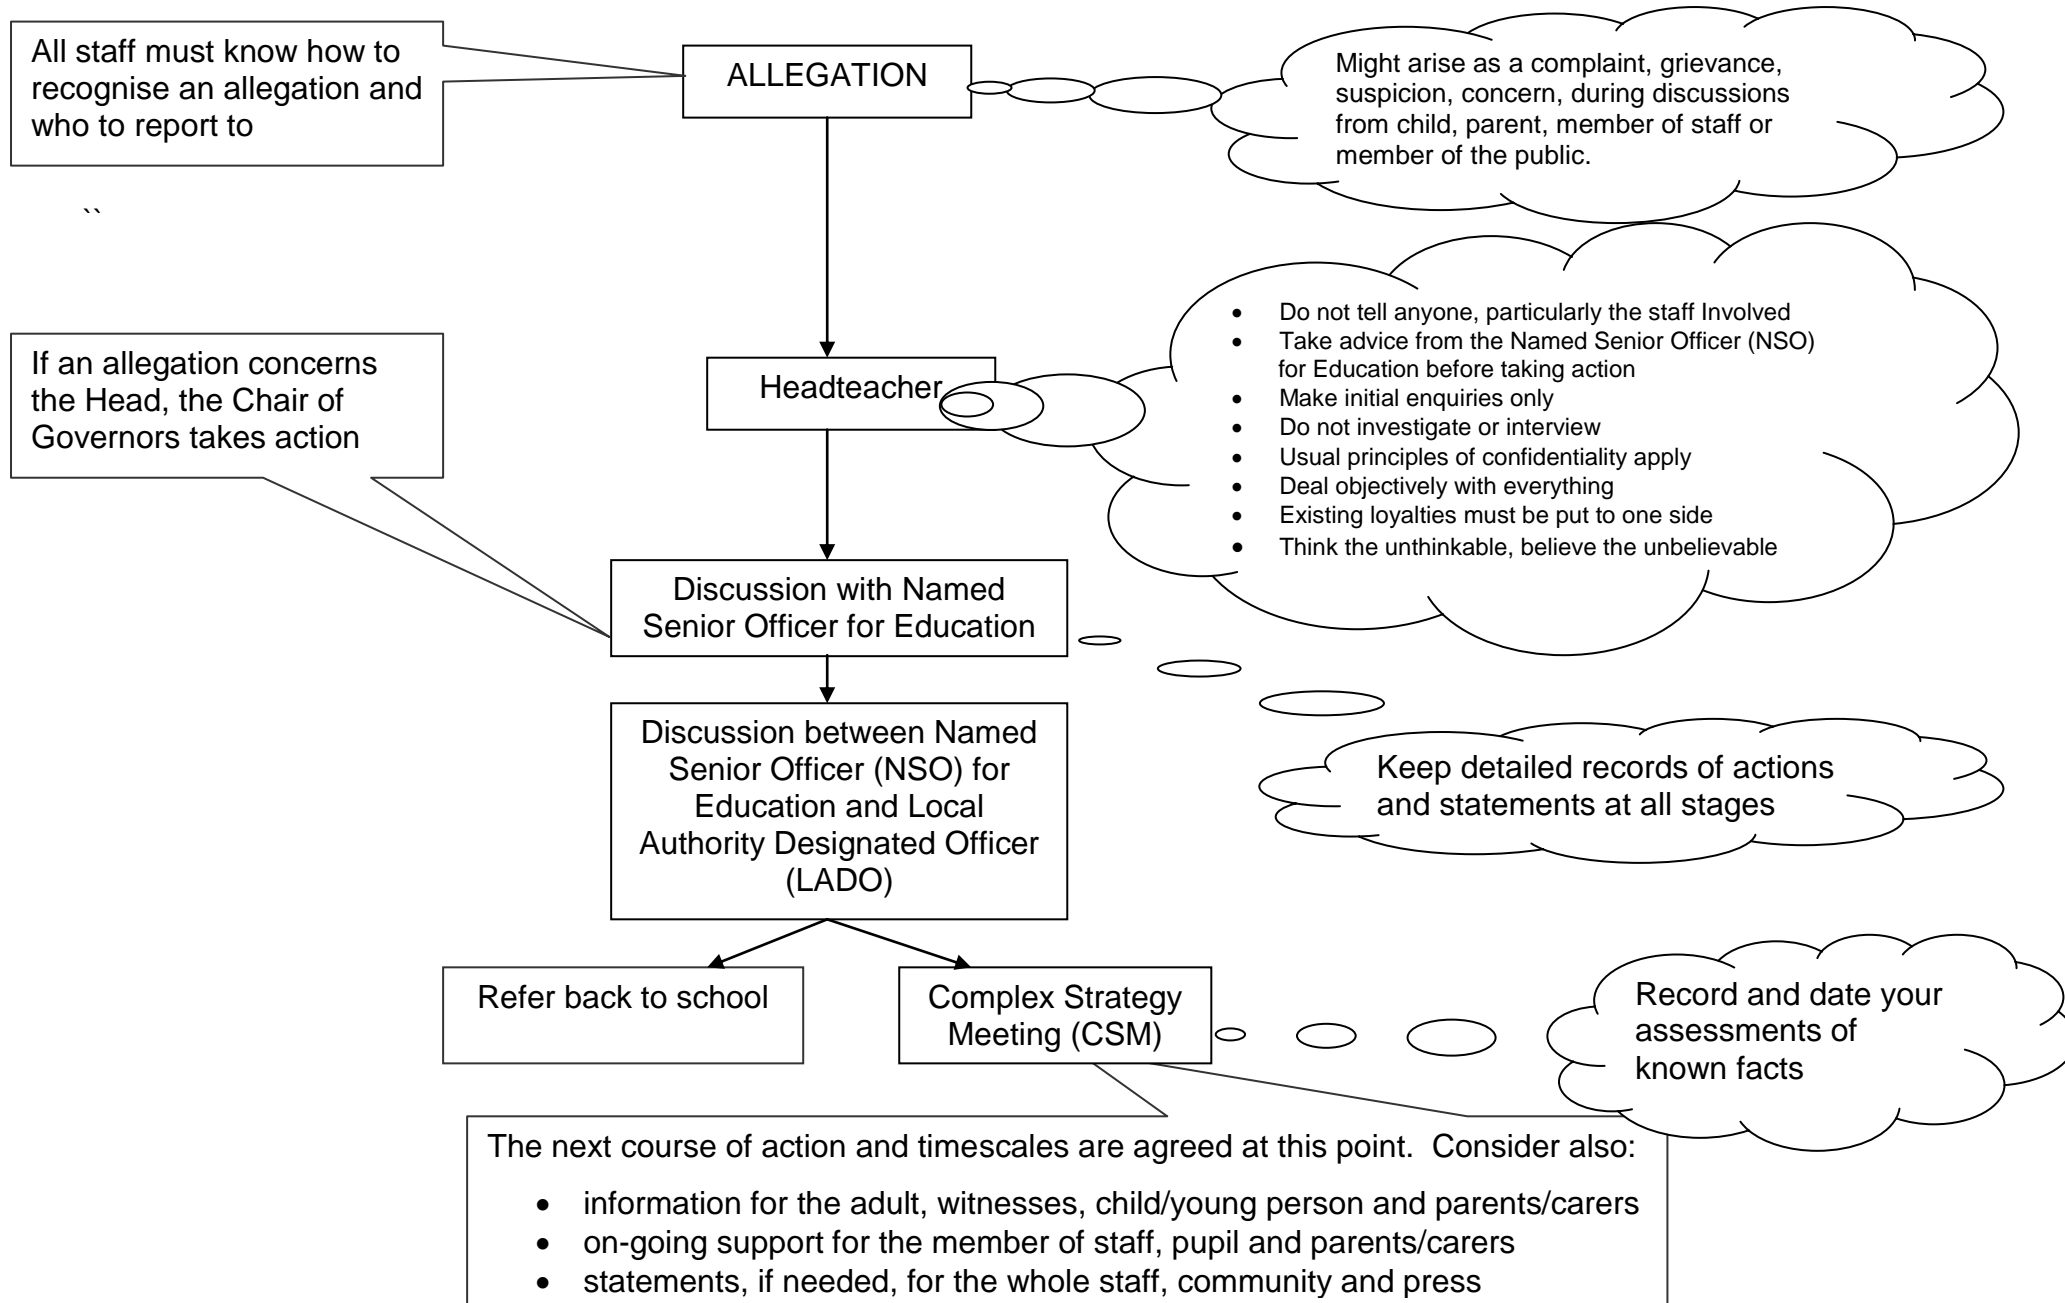 All staff must know how to
recognise an allegation and
who to report to
ALLEGATION
Might arise as a complaint, grievance,
suspicion, concern, during discussions
from child, parent, member of staff or
member of the public.
``
If an allegation concerns
the Head, the Chair of
Governors takes action
Headteacher
• Do not tell anyone, particularly the staff Involved
• Take advice from the Named Senior Officer (NSO)
for Education before taking action
• Make initial enquiries only
• Do not investigate or interview
• Usual principles of confidentiality apply
• Deal objectively with everything
• Existing loyalties must be put to one side
• Think the unthinkable, believe the unbelievable
Discussion with Named
Senior Officer for Education
Discussion between Named
Senior Officer (NSO) for
Education and Local
Authority Designated Officer
(LADO)
Keep detailed records of actions
and statements at all stages
Refer back to school
Complex Strategy
Meeting (CSM)
Record and date your
assessments of
known facts
The next course of action and timescales are agreed at this point.  Consider also:
• information for the adult, witnesses, child/young person and parents/carers
• on-going support for the member of staff, pupil and parents/carers
• statements, if needed, for the whole staff, community and press